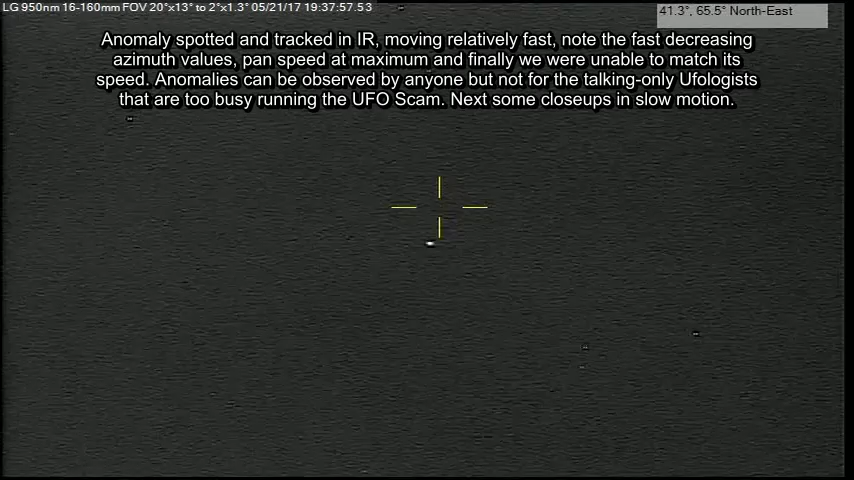 LG 950nm 16-160mm FOV 20°x13° to 2°x1.3° 05/21/17 19:37:57.53
41.3°, 65.5° North-East
Anomaly spotted and tracked in IR, moving relatively fast, note the fast decreasing
azimuth values, pan speed at maximum and finally we were unable to match its
speed. Anomalies can be observed by anyone but not for the talking-only Ufologists
that are too busy running the UFO Scam. Next some closeups in slow motion.